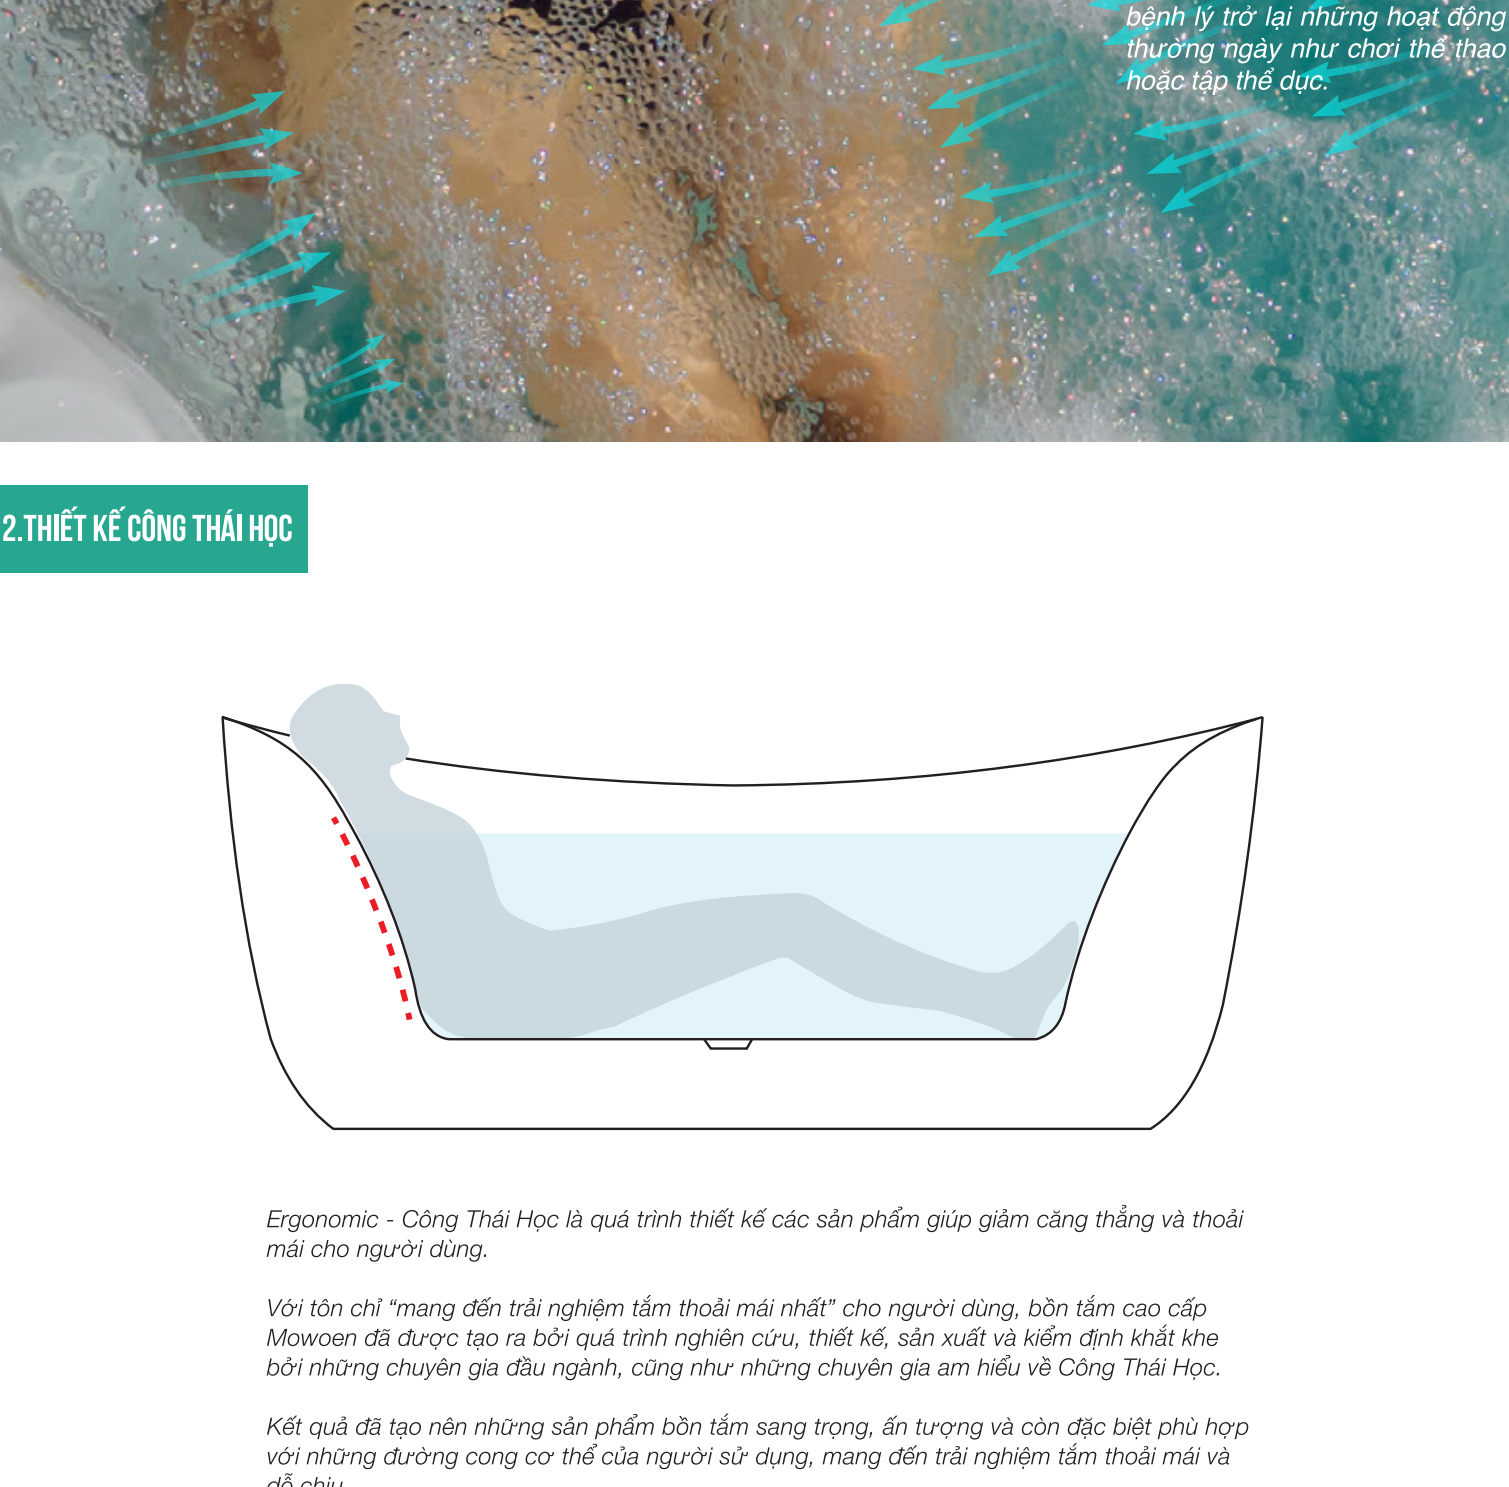 bệnh lý trở lại những hoạt động
thường ngày như chơi thể thao
hoặc tập thể dục.
2.THIẾT KẾ CÔNG THÁI HỌC
Ergonomic - Công Thái Học là quá trình thiết kế các sản phẩm giúp giảm căng thẳng và thoải
mái cho người dùng.
Với tôn chỉ “mang đến trải nghiệm tắm thoải mái nhất” cho người dùng, bồn tắm cao cấp
Mowoen đã được tạo ra bởi quá trình nghiên cứu, thiết kế, sản xuất và kiểm định khắt khe
bởi những chuyên gia đầu ngành, cũng như những chuyên gia am hiểu về Công Thái Học.
Kết quả đã tạo nên những sản phẩm bồn tắm sang trọng, ấn tượng và còn đặc biệt phù hợp
với những đường cong cơ thể của người sử dụng, mang đến trải nghiệm tắm thoải mái và
dễ chịu